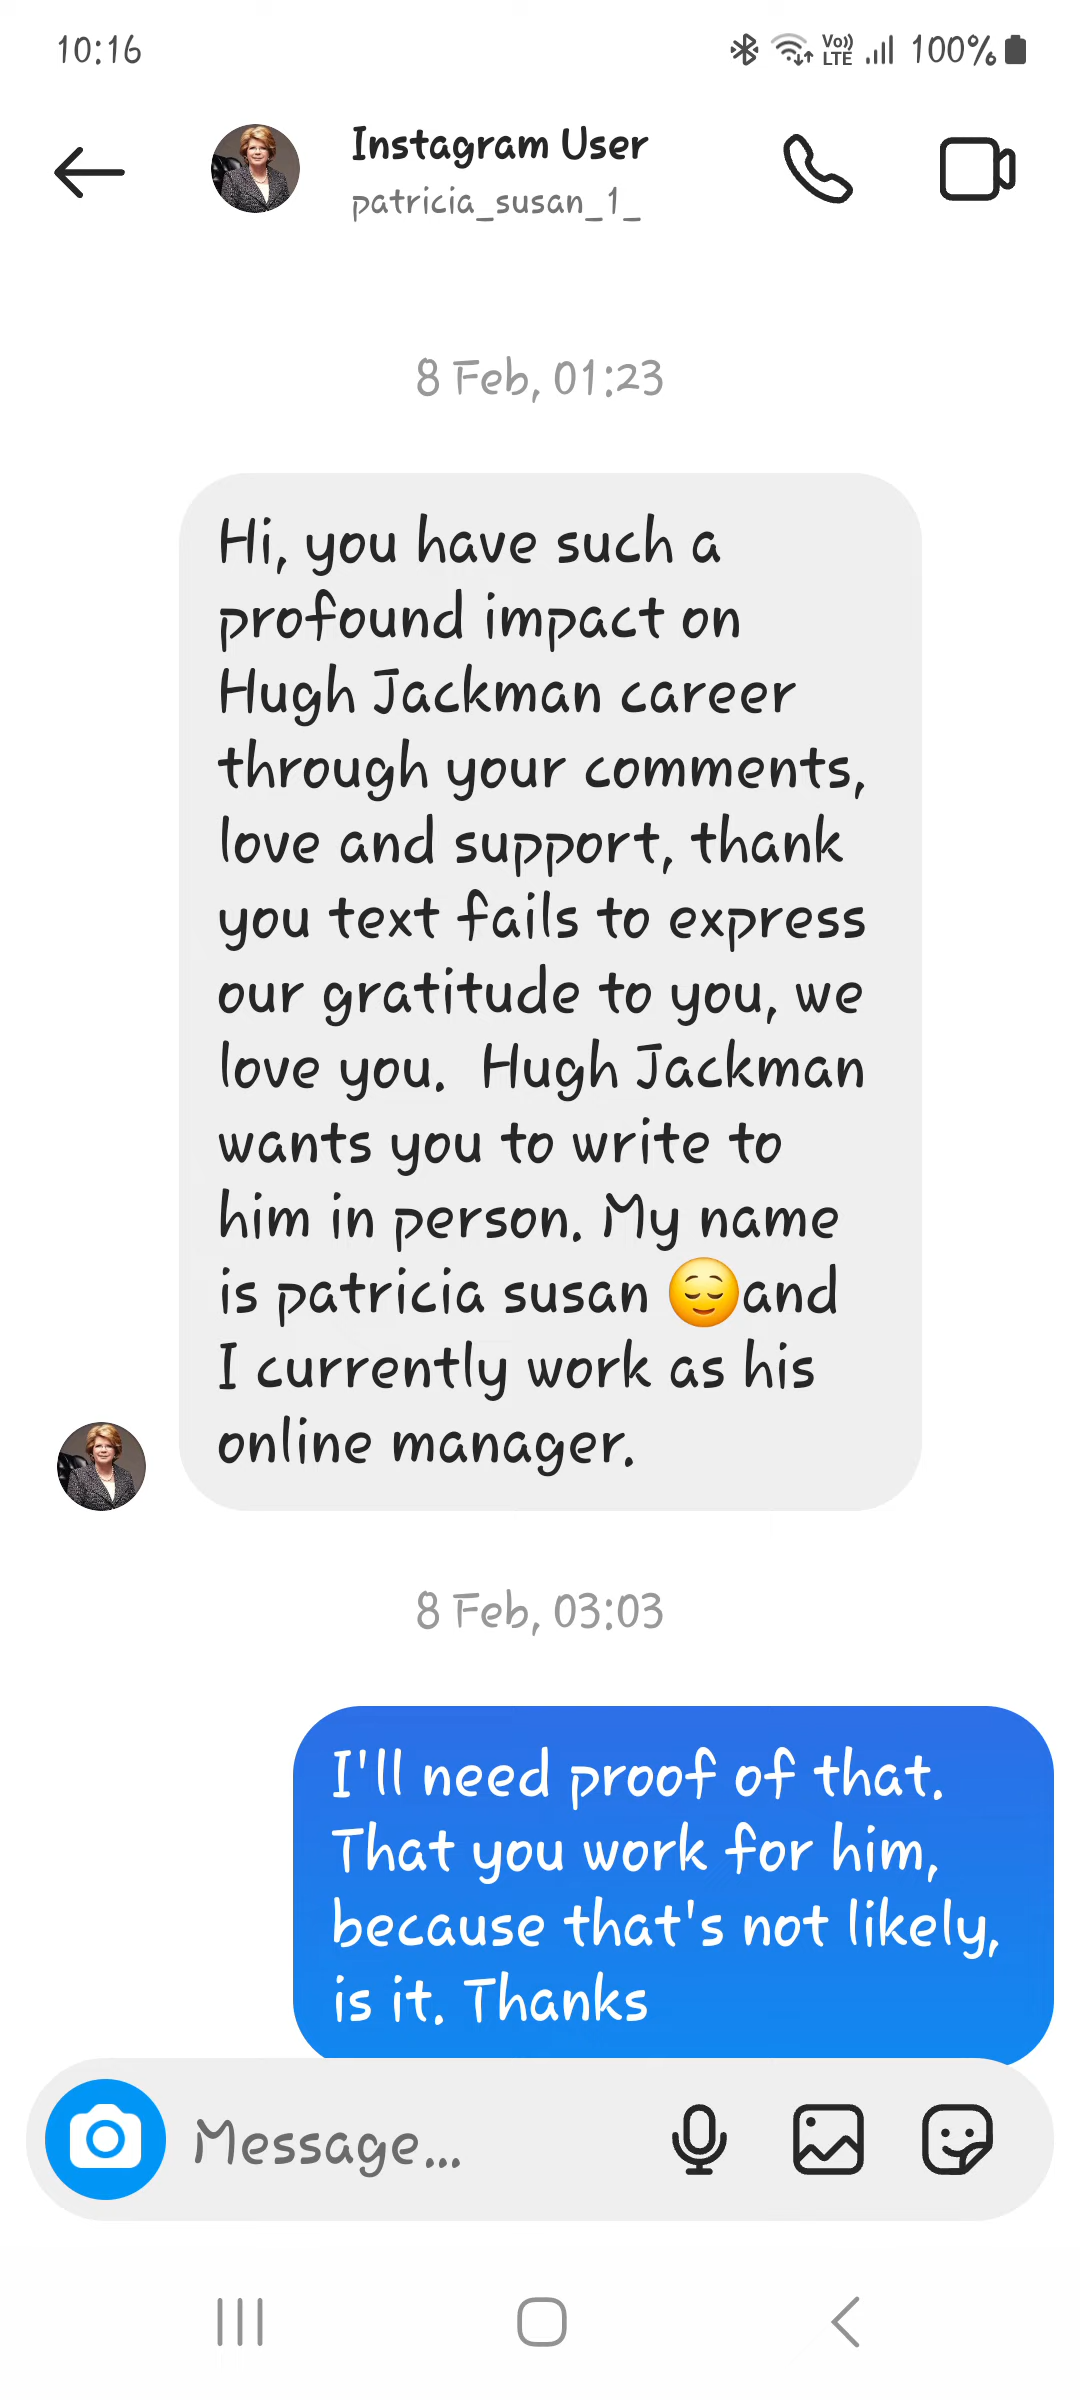 10:16 Vo)) LTE 100%
Instagram User
patricia_susan_1_
8 Feb, 01:23
Hi, you have such a
profound impact on
Hugh Jackman career
through your comments,
love and support, thank
you text fails to express
our gratitude to you, we
love you.  Hugh Jackman
wants you to write to
him in person. My name
is patricia susan 😌and
I currently work as his
online manager.
8 Feb, 03:03
I'll need proof of that.
That you work for him,
because that's not likely,
is it. Thanks
Message...